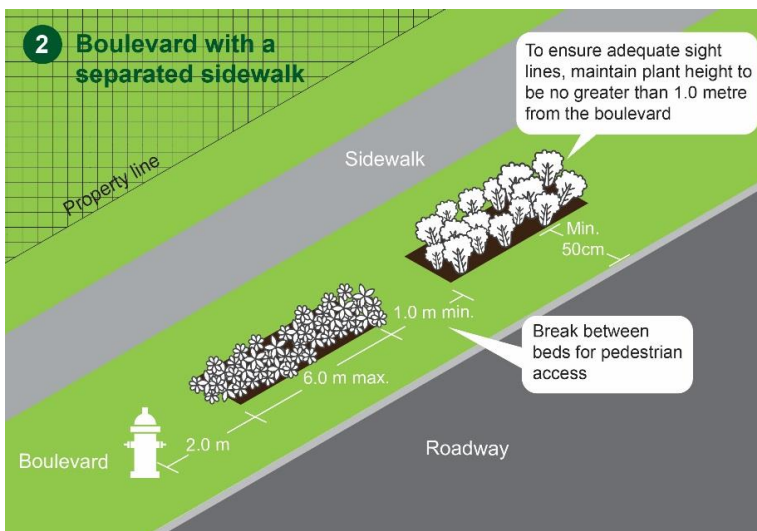 2 Boulevard with a
separated sidewalk
To ensure adequate sight
lines, maintain plant height to
be no greater than 1.0 metre
from the boulevard
Property line
Sidewalk
Min.
50cm
1.0 m min.
Break between
beds for pedestrian
access
6.0 m max.
2.0 m
Boulevard
Roadway